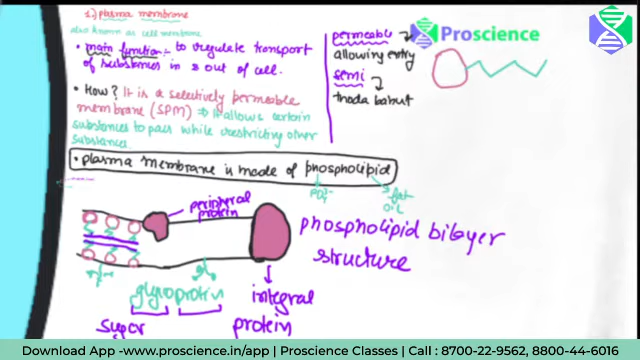 1.) plasma membrane
also known as cell membrane
• main function :- to regulate transport
of substances in & out of cell.
• How? It is a selectively permeable
membrane (SPM) ⇒ it allows certain
substances to pass while restricting other
substances.
permeable
allowing entry
semi
thoda bahut
Proscience
• plasma membrane is made of phospholipid
fat
peripheral
protein
phospholipid bilayer
structure
glycoprotein
sugar
integral
protein
Download App -www.proscience.in/app | Proscience Classes | Call : 8700-22-9562, 8800-44-6016